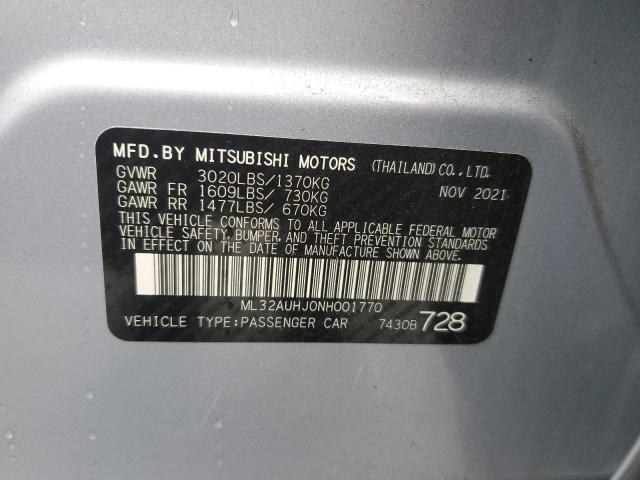 MFD.BY MITSUBISHI MOTORS (THAILAND)CO.,LTD.
GVWR 3020LBS/1370KG NOV 2021
GAWR FR 1609LBS/ 730KG
GAWR RR 1477LBS/ 670KG
THIS VEHICLE CONFORMS TO ALL APPLICABLE FEDERAL MOTOR
VEHICLE SAFETY, BUMPER, AND THEFT PREVENTION STANDARDS
IN EFFECT ON THE DATE OF MANUFACTURE SHOWN ABOVE.
ML32AUHJ0NH001770
VEHICLE TYPE:PASSENGER CAR 7430B 728